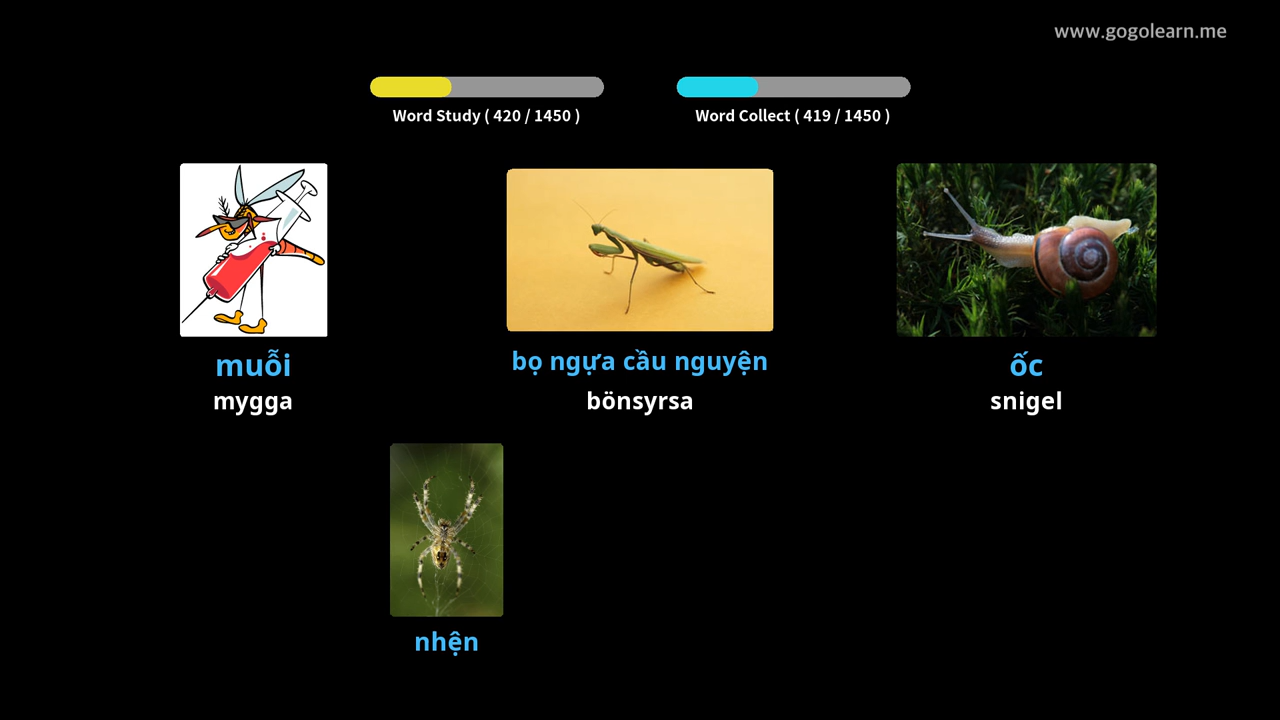 www.gogolearn.me
Word Study ( 420 / 1450 )
Word Collect ( 419 / 1450 )
muỗi
mygga
bọ ngựa cầu nguyện
bönsyrsa
ốc
snigel
nhện